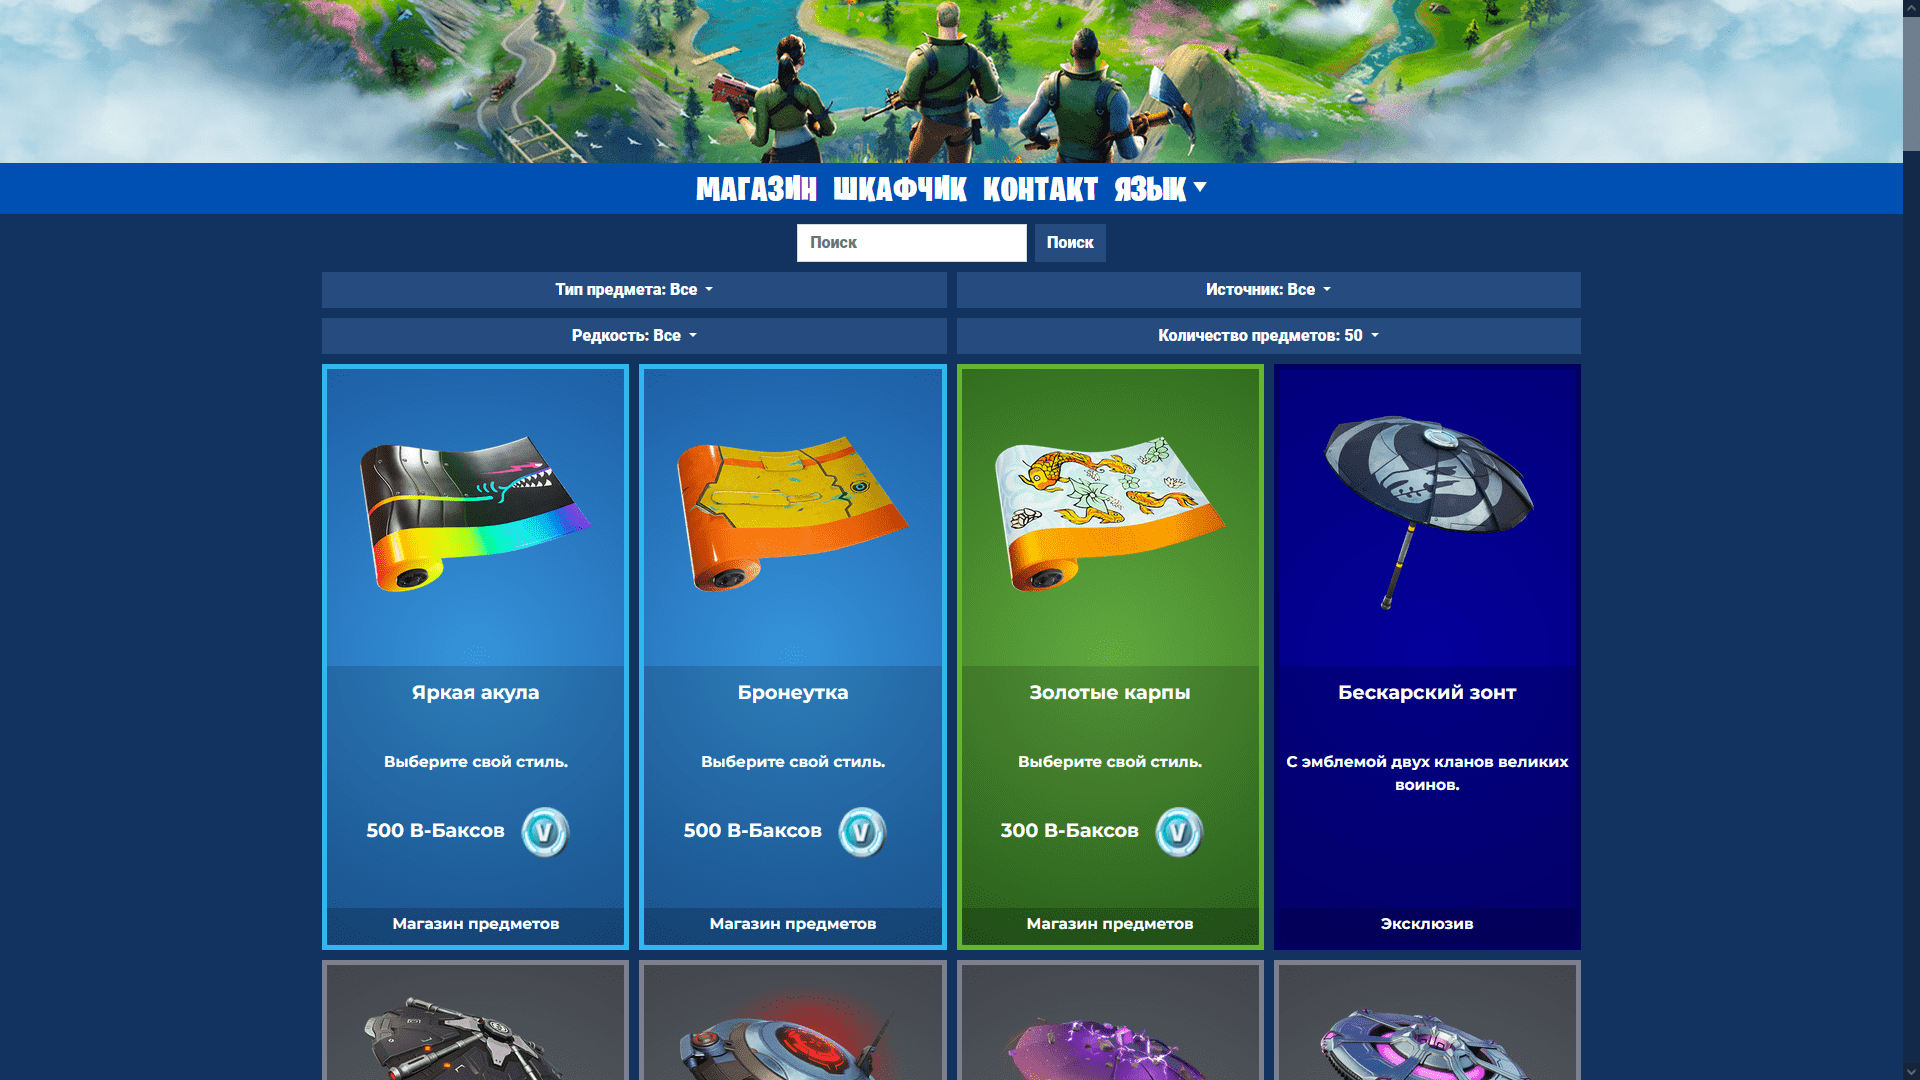 МАГАЗИН ШКАФЧИК КОНТАКТ ЯЗЫК
Поиск Поиск
Тип предмета: Все Источник: Все
Редкость: Все Количество предметов: 50
Яркая акула
Выберите свой стиль.
500 В-Баксов
Магазин предметов
Бронеутка
Выберите свой стиль.
500 В-Баксов
Магазин предметов
Золотые карпы
Выберите свой стиль.
300 В-Баксов
Магазин предметов
Бескарский зонт
С эмблемой двух кланов великих
воинов.
Эксклюзив